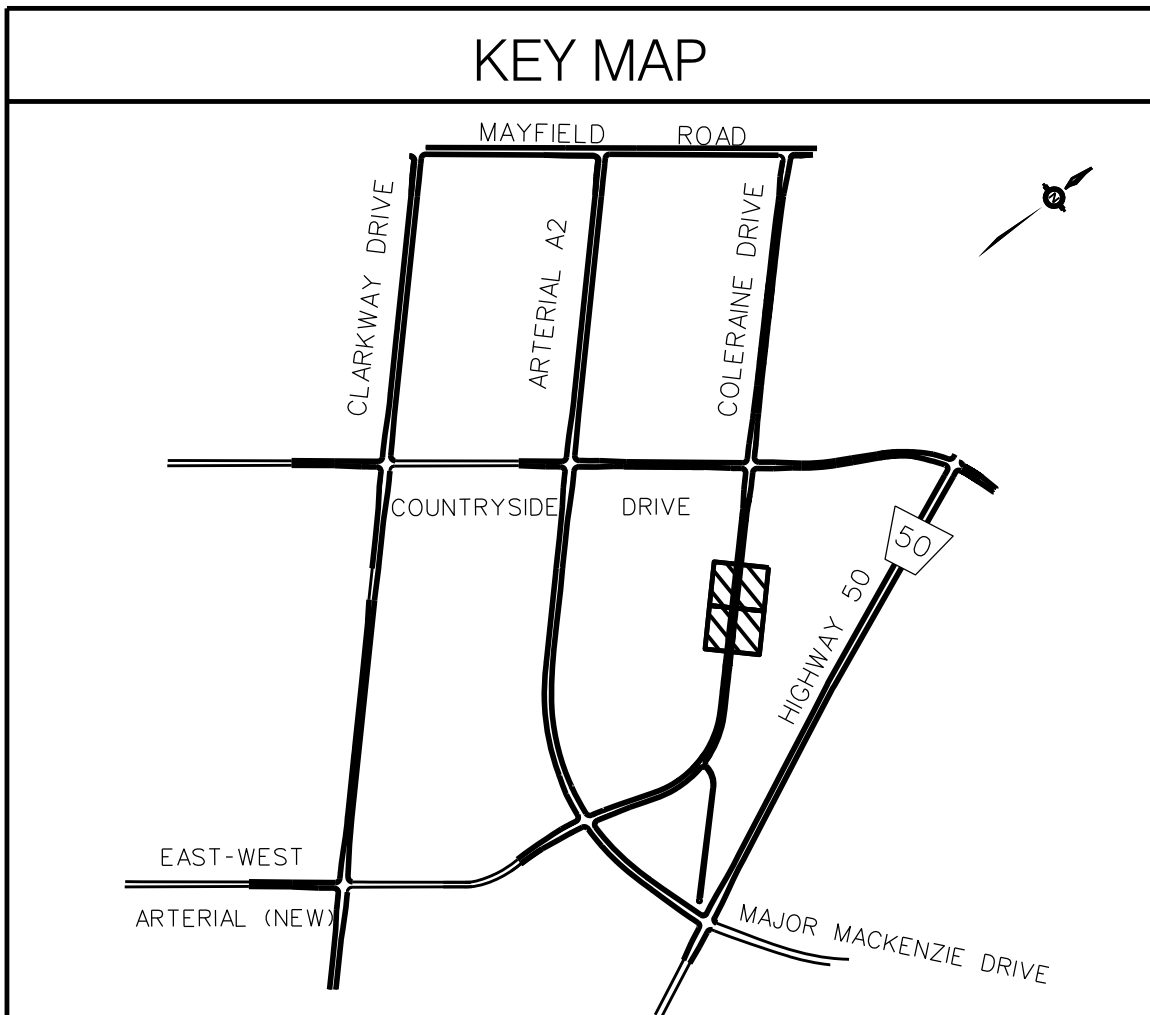 KEY MAP
MAYFIELD ROAD
CLARKWAY DRIVE
ARTERIAL A2
COLERAINE DRIVE
N
COUNTRYSIDE DRIVE
50
HIGHWAY 50
EAST-WEST
ARTERIAL (NEW)
MAJOR MACKENZIE DRIVE